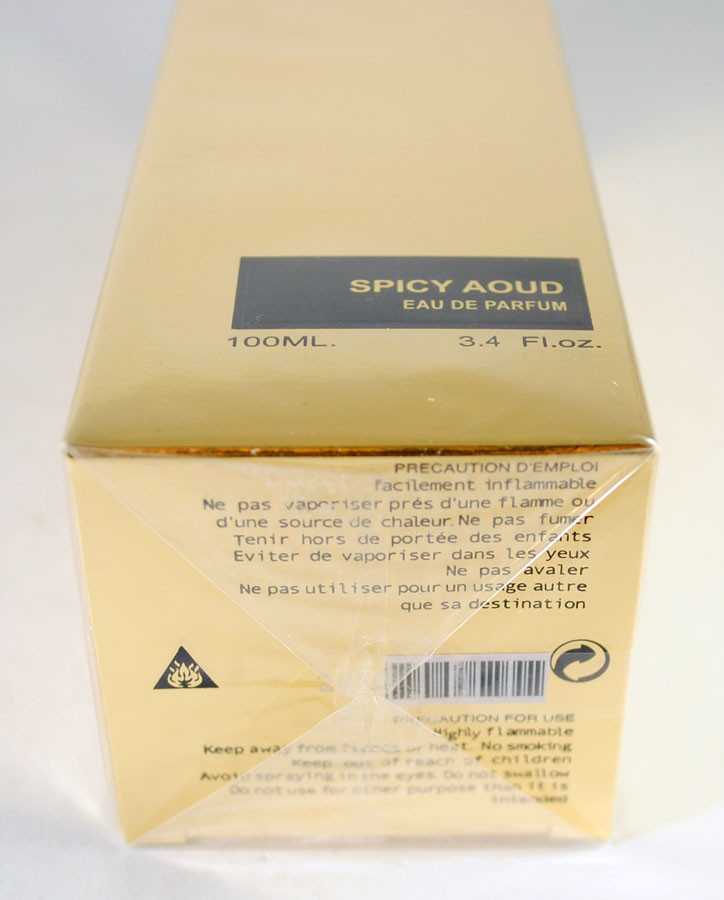 SPICY AOUD
EAU DE PARFUM
100ML. 3.4 Fl.oz.
PRECAUTION D'EMPLOI
facilement inflammable
Ne pas vaporiser prés d'une flamme ou
d'une source de chaleur. Ne pas fumer
Tenir hors de portée des enfants
Eviter de vaporiser dans les yeux
Ne pas avaler
Ne pas utiliser pour un usage autre
que sa destination
PRECAUTION FOR USE
Highly flammable
Keep away from or heat. No smoking
Keep out of reach of children
Avoid spraying in the eyes. Do not swallow
Do not use for other purpose than it is
intended